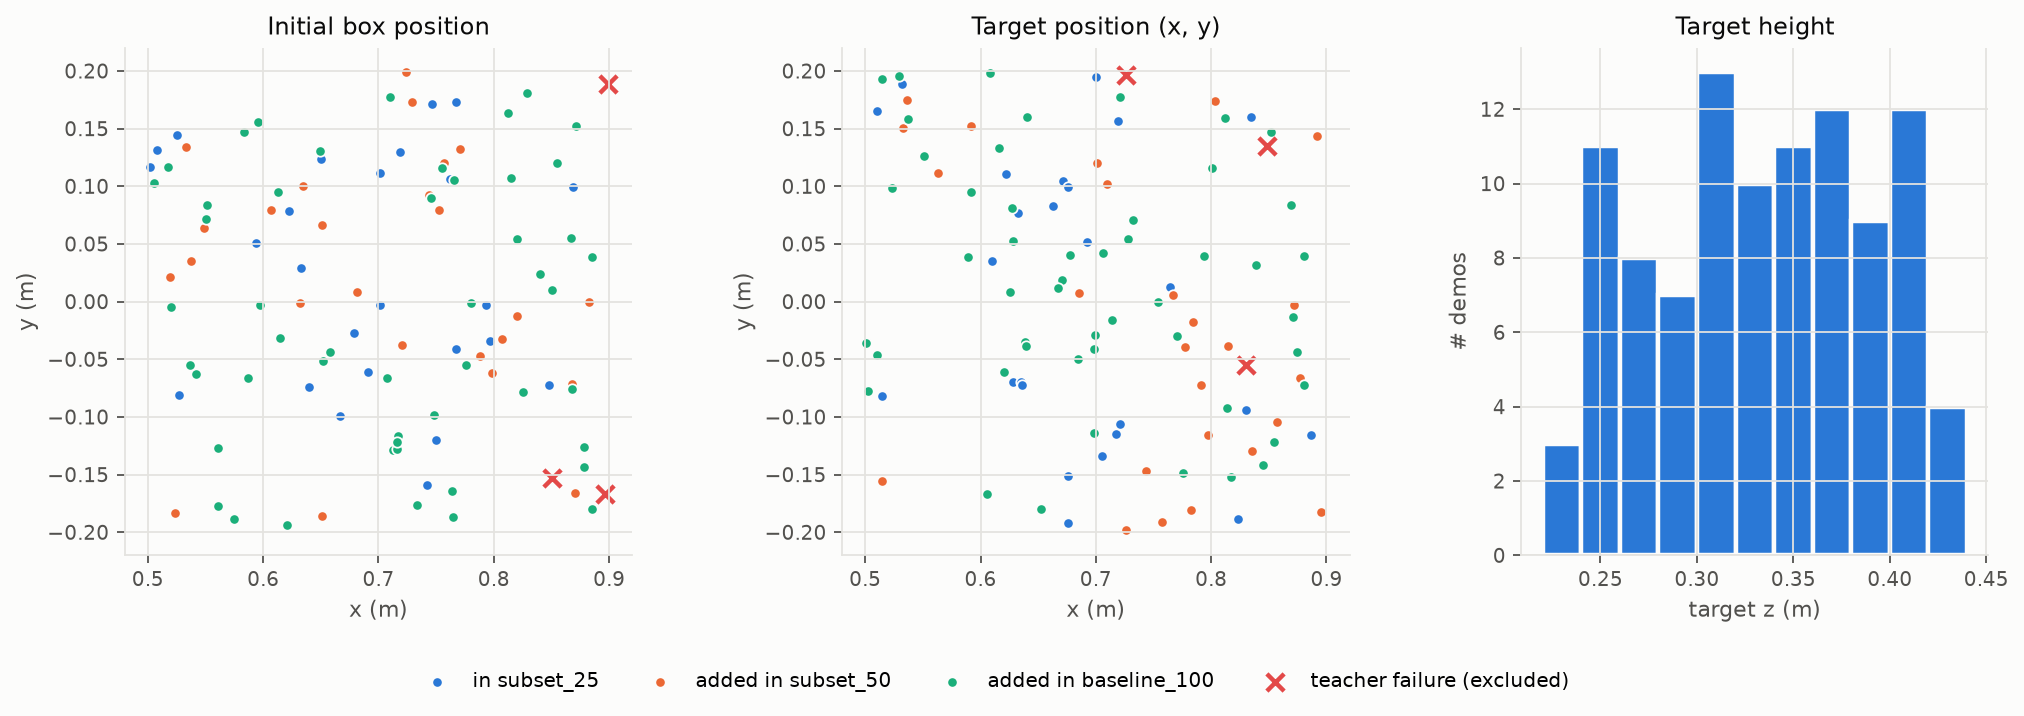 Initial box position
Target position (x, y)
Target height
0.20
0.15
0.10
0.05
0.00
−0.05
−0.10
−0.15
−0.20
y (m)
0.5 0.6 0.7 0.8 0.9
x (m)
0.20
0.15
0.10
0.05
0.00
−0.05
−0.10
−0.15
−0.20
y (m)
0.5 0.6 0.7 0.8 0.9
x (m)
12
10
8
6
4
2
0
# demos
0.25 0.30 0.35 0.40 0.45
target z (m)
in subset_25 added in subset_50 added in baseline_100 teacher failure (excluded)